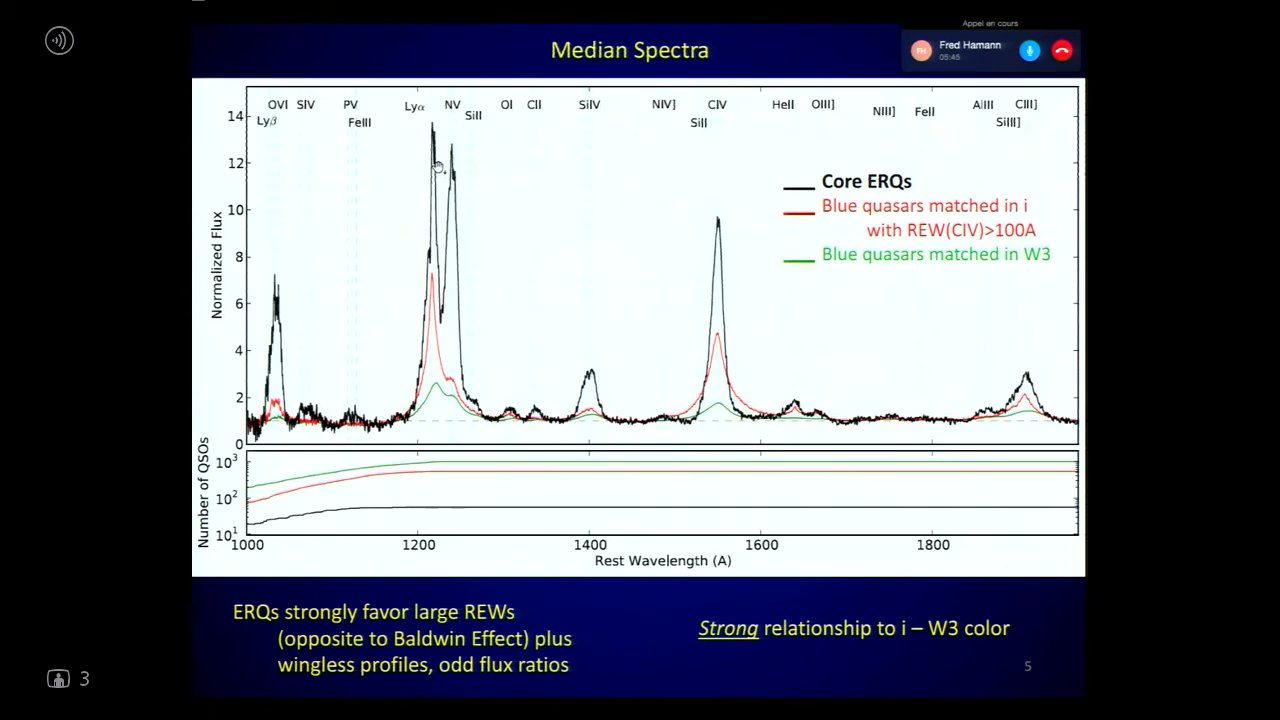 Appel en cours
Median Spectra
FH
Fred Hamann
05:45
OVI SIV PV Lyα NV OI CII SiIV NIV] CIV HeII OIII] NIII] FeII AlIII CIII]
Lyβ FeIII SiII SiII SiIII]
14
12
10
8
6
4
2
0
Normalized Flux
Core ERQs
Blue quasars matched in i
with REW(CIV)>100A
Blue quasars matched in W3
Number of QSOs
10³
10²
10¹
1000 1200 1400 1600 1800
Rest Wavelength (A)
ERQs strongly favor large REWs
(opposite to Baldwin Effect) plus
wingless profiles, odd flux ratios
Strong relationship to i – W3 color
5
3